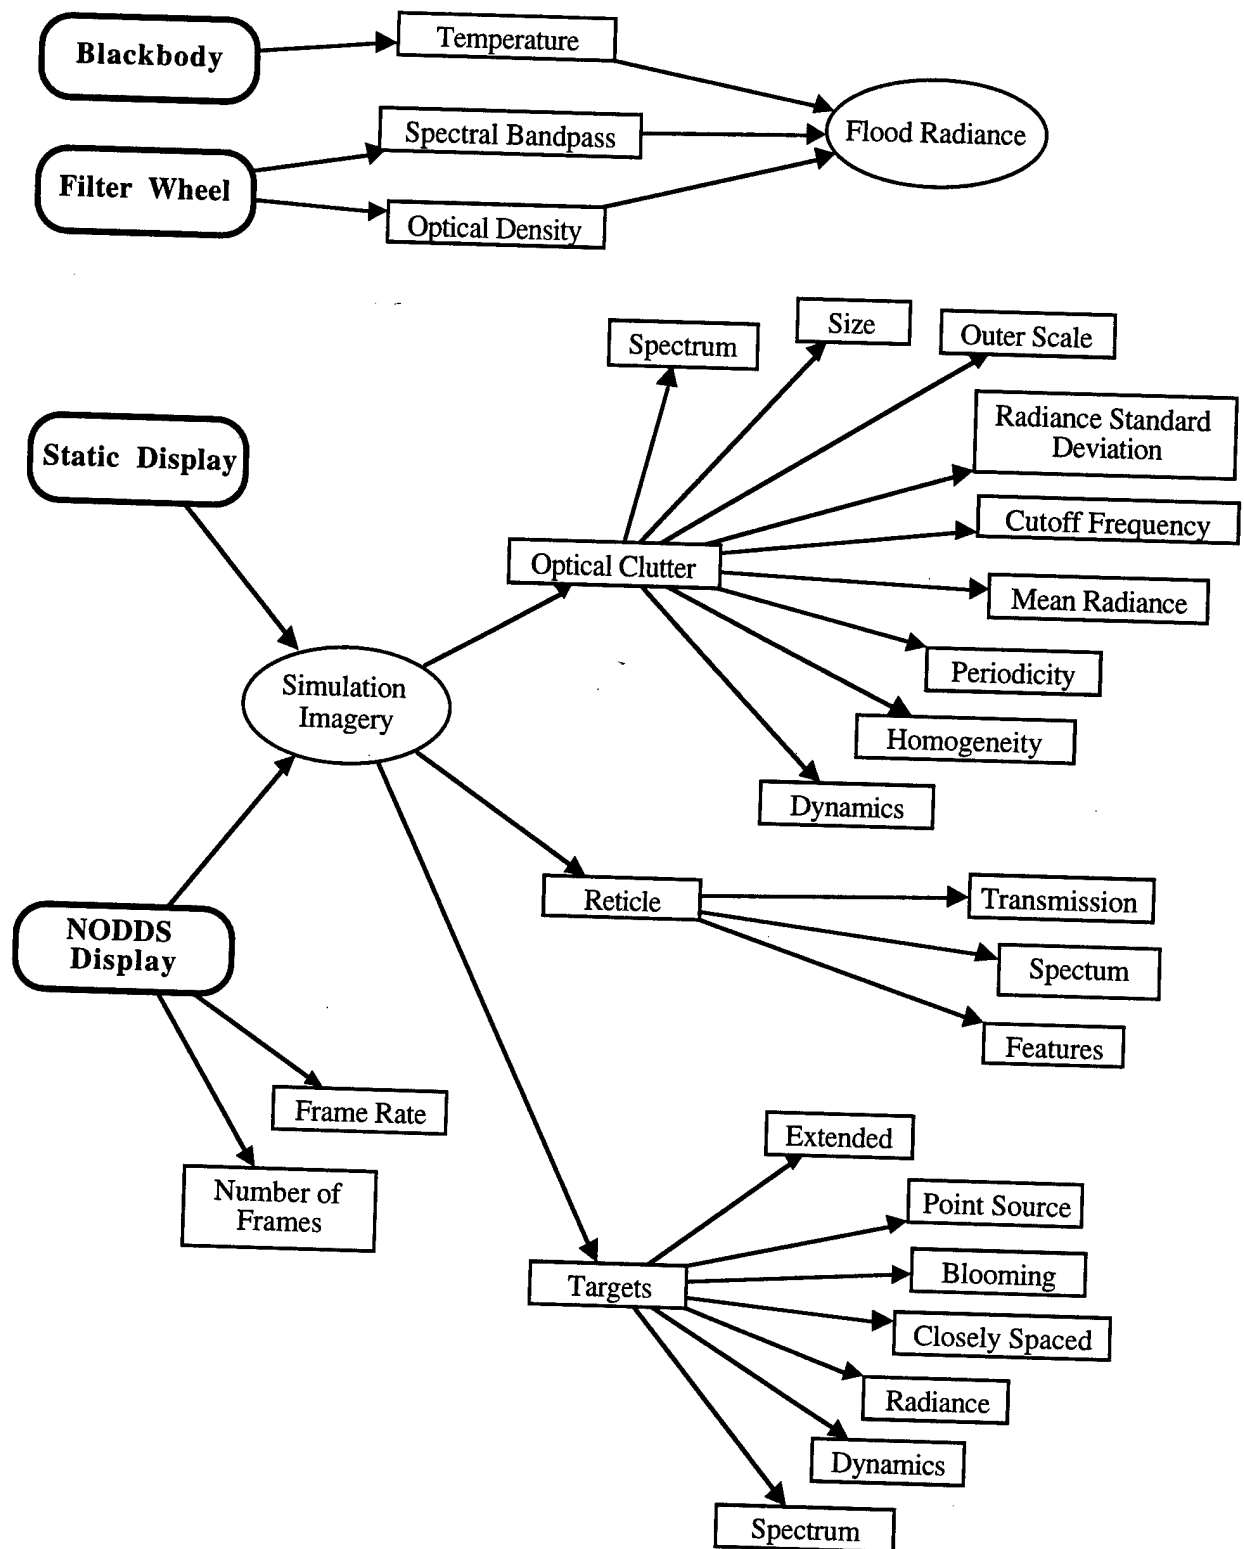 Blackbody
Temperature
Flood Radiance
Spectral Bandpass
Filter Wheel
Optical Density
Spectrum
Size
Outer Scale
Radiance Standard
Deviation
Static Display
Cutoff Frequency
Optical Clutter
Mean Radiance
Periodicity
Simulation
Imagery
Homogeneity
Dynamics
Reticle
Transmission
NODDS
Display
Spectum
Features
Frame Rate
Number of
Frames
Extended
Point Source
Blooming
Targets
Closely Spaced
Radiance
Dynamics
Spectrum